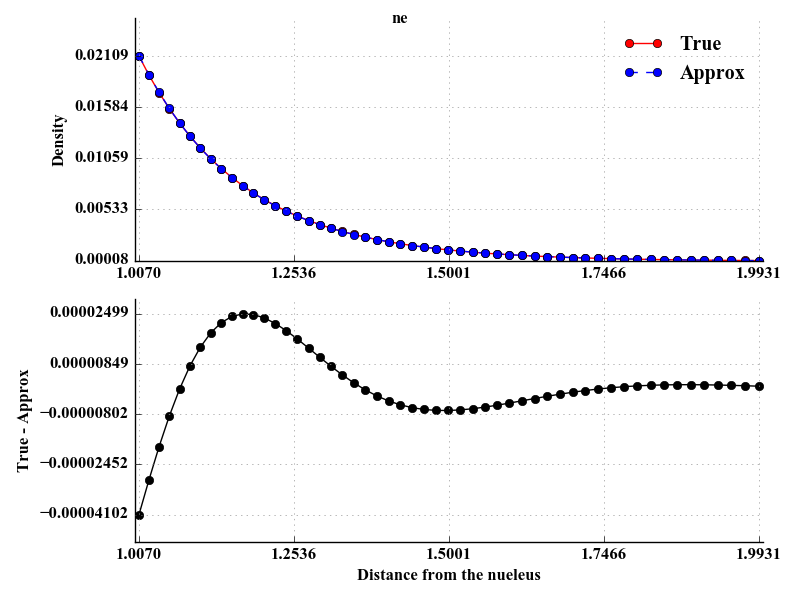 ne
True
Approx
Density
0.02109
0.01584
0.01059
0.00533
0.00008
1.0070 1.2536 1.5001 1.7466 1.9931
True - Approx
0.00002499
0.00000849
−0.00000802
−0.00002452
−0.00004102
1.0070 1.2536 1.5001 1.7466 1.9931
Distance from the nueleus